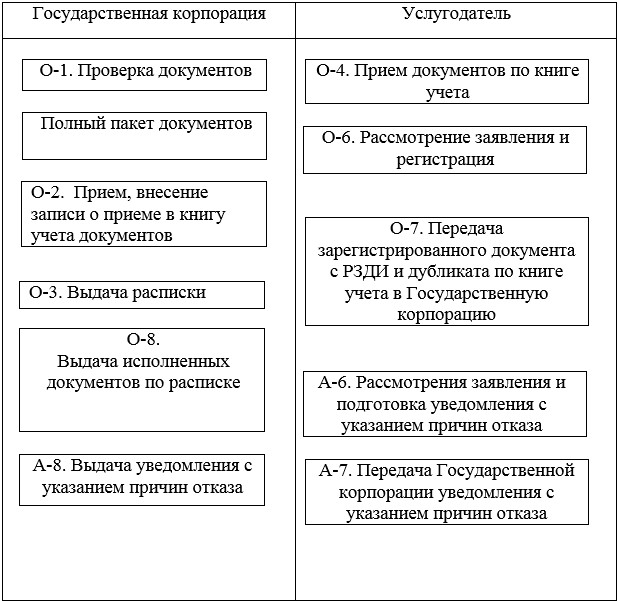 Государственная корпорация
О-1. Проверка документов
Полный пакет документов
О-2.  Прием, внесение
записи о приеме в книгу
учета документов
О-3. Выдача расписки
О-8.
Выдача исполненных
документов по расписке
А-8. Выдача уведомления с
указанием причин отказа
Услугодатель
О-4. Прием документов по книге
учета
О-6. Рассмотрение заявления и
регистрация
О-7. Передача
зарегистрированного документа
с РЗДИ и дубликата по книге
учета в Государственную
корпорацию
А-6. Рассмотрения заявления и
подготовка уведомления с
указанием причин отказа
А-7. Передача Государственной
корпорации уведомления с
указанием причин отказа